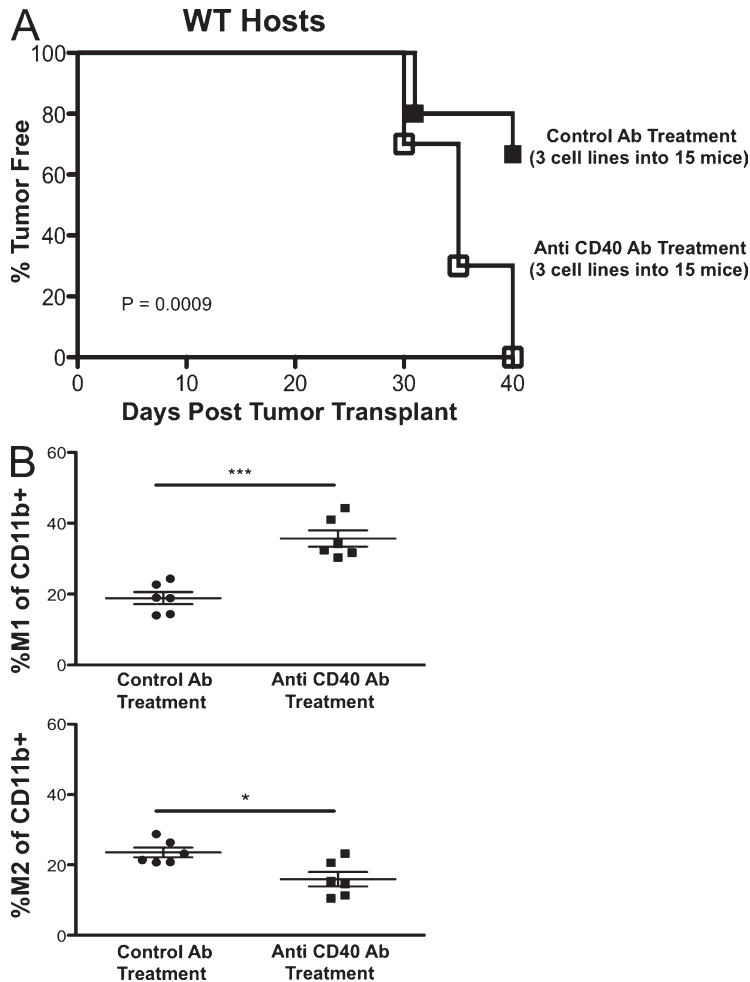 A
WT Hosts
% Tumor Free
100
80
60
40
20
0
P = 0.0009
Control Ab Treatment
(3 cell lines into 15 mice)
Anti CD40 Ab Treatment
(3 cell lines into 15 mice)
0 10 20 30 40
Days Post Tumor Transplant
B
%M1 of CD11b+
60
40
20
0
***
Control Ab
Treatment
Anti CD40 Ab
Treatment
%M2 of CD11b+
60
40
20
0
*
Control Ab
Treatment
Anti CD40 Ab
Treatment